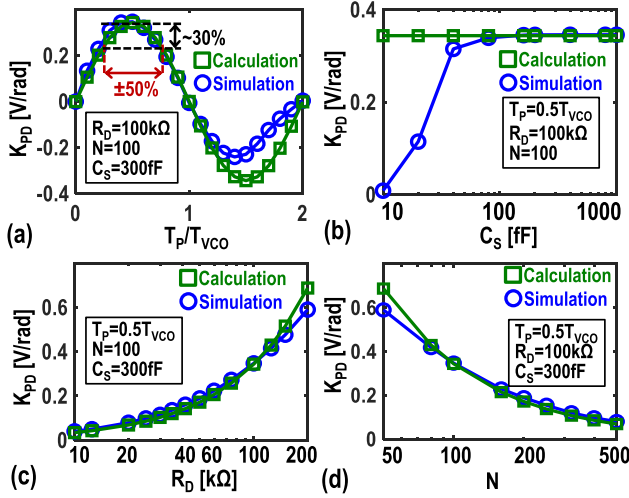 K_PD [V/rad]
0.2
0
-0.2
-0.4
~30%
Calculation
Simulation
±50%
R_D=100kΩ
N=100
C_S=300fF
0
1
2
T_P/T_VCO
(a)
K_PD [V/rad]
0.4
0.2
0
Calculation
Simulation
T_P=0.5T_VCO
R_D=100kΩ
N=100
10
100
1000
C_S [fF]
(b)
K_PD [V/rad]
0.6
0.4
0.2
0
Calculation
Simulation
T_P=0.5T_VCO
N=100
C_S=300fF
10
20
40
60
100
200
R_D [kΩ]
(c)
K_PD [V/rad]
0.6
0.4
0.2
0
Calculation
Simulation
T_P=0.5T_VCO
R_D=100kΩ
C_S=300fF
50
100
500
N
(d)